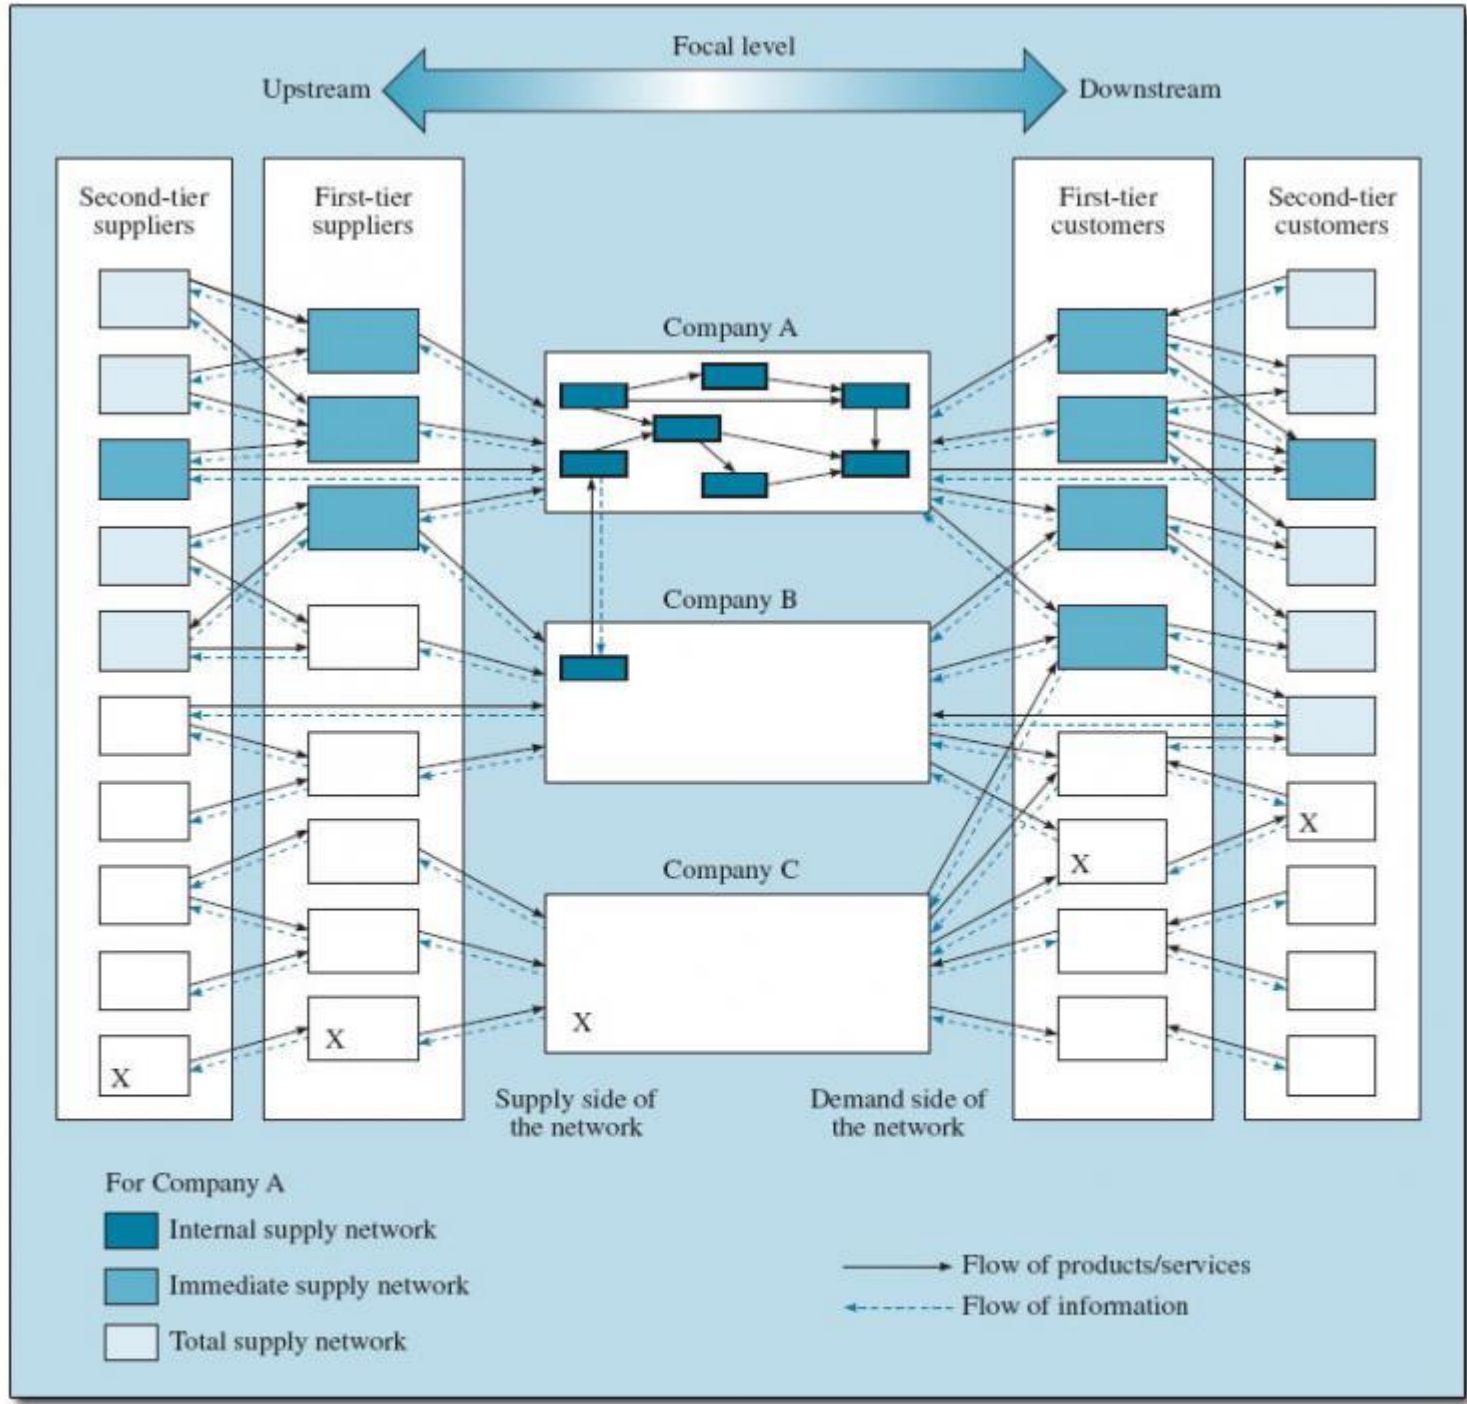 Focal level
Upstream
Downstream
Second-tier
suppliers
First-tier
suppliers
First-tier
customers
Second-tier
customers
Company A
Company B
Company C
X
X
X
X
X
Supply side of
the network
Demand side of
the network
For Company A
Internal supply network
Immediate supply network
Total supply network
Flow of products/services
Flow of information